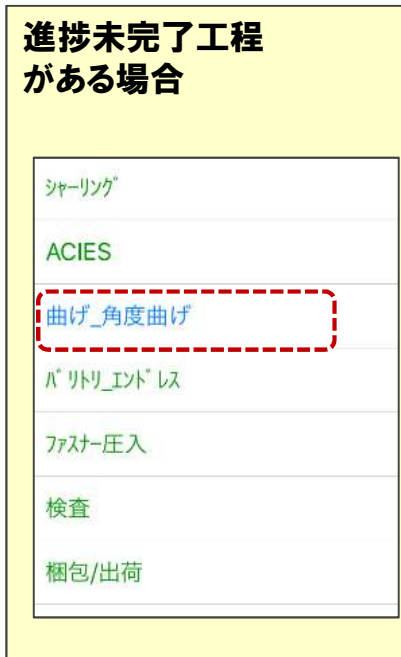 進捗未完了工程
がある場合
ｼｬｰﾘﾝｸﾞ
ACIES
曲げ_角度曲げ
ﾊﾞﾘﾄﾘ_ｴﾝﾄﾞﾚｽ
ﾌｧｽﾅｰ圧入
検査
梱包/出荷